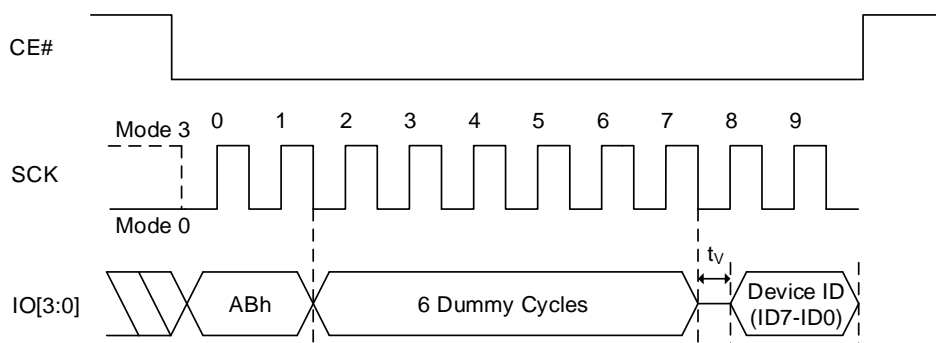 CE#
Mode 3
0 1 2 3 4 5 6 7 8 9
SCK
Mode 0
tV
IO[3:0]
ABh
6 Dummy Cycles
Device ID
(ID7-ID0)